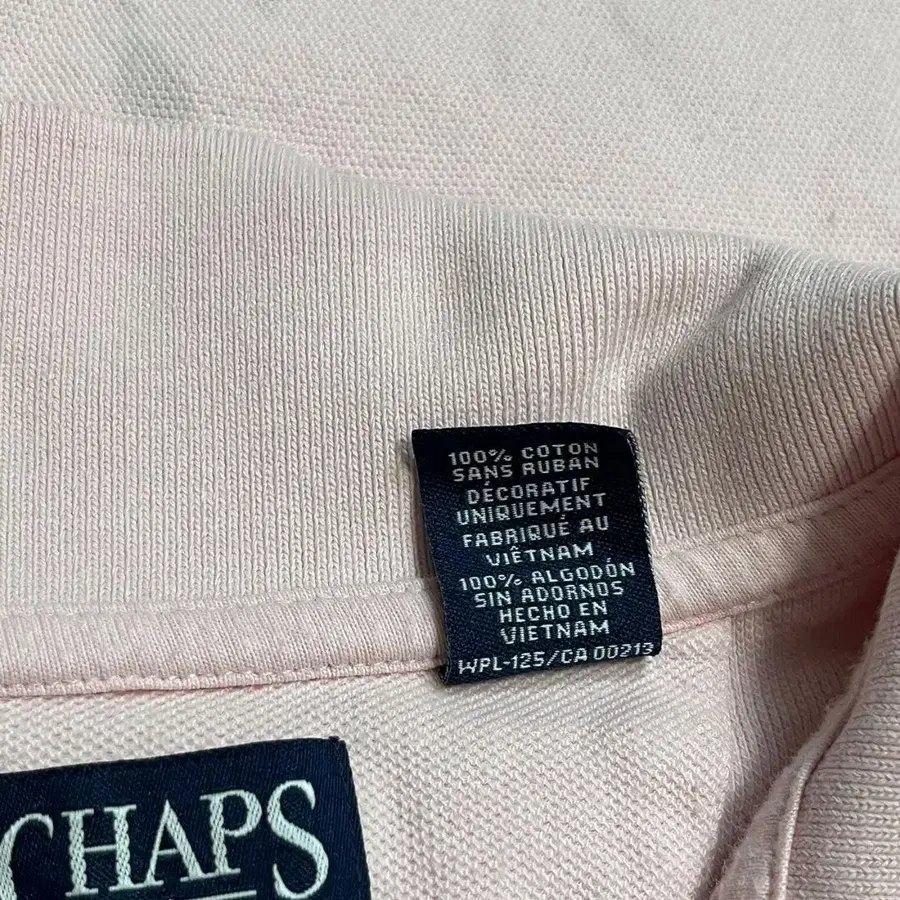 100% COTON
SANS RUBAN
DÉCORATIF
UNIQUEMENT
FABRIQUÉ AU
VIÊTNAM
100% ALGODÓN
SIN ADORNOS
HECHO EN
VIETNAM
WPL-125/CA 00213
CHAPS